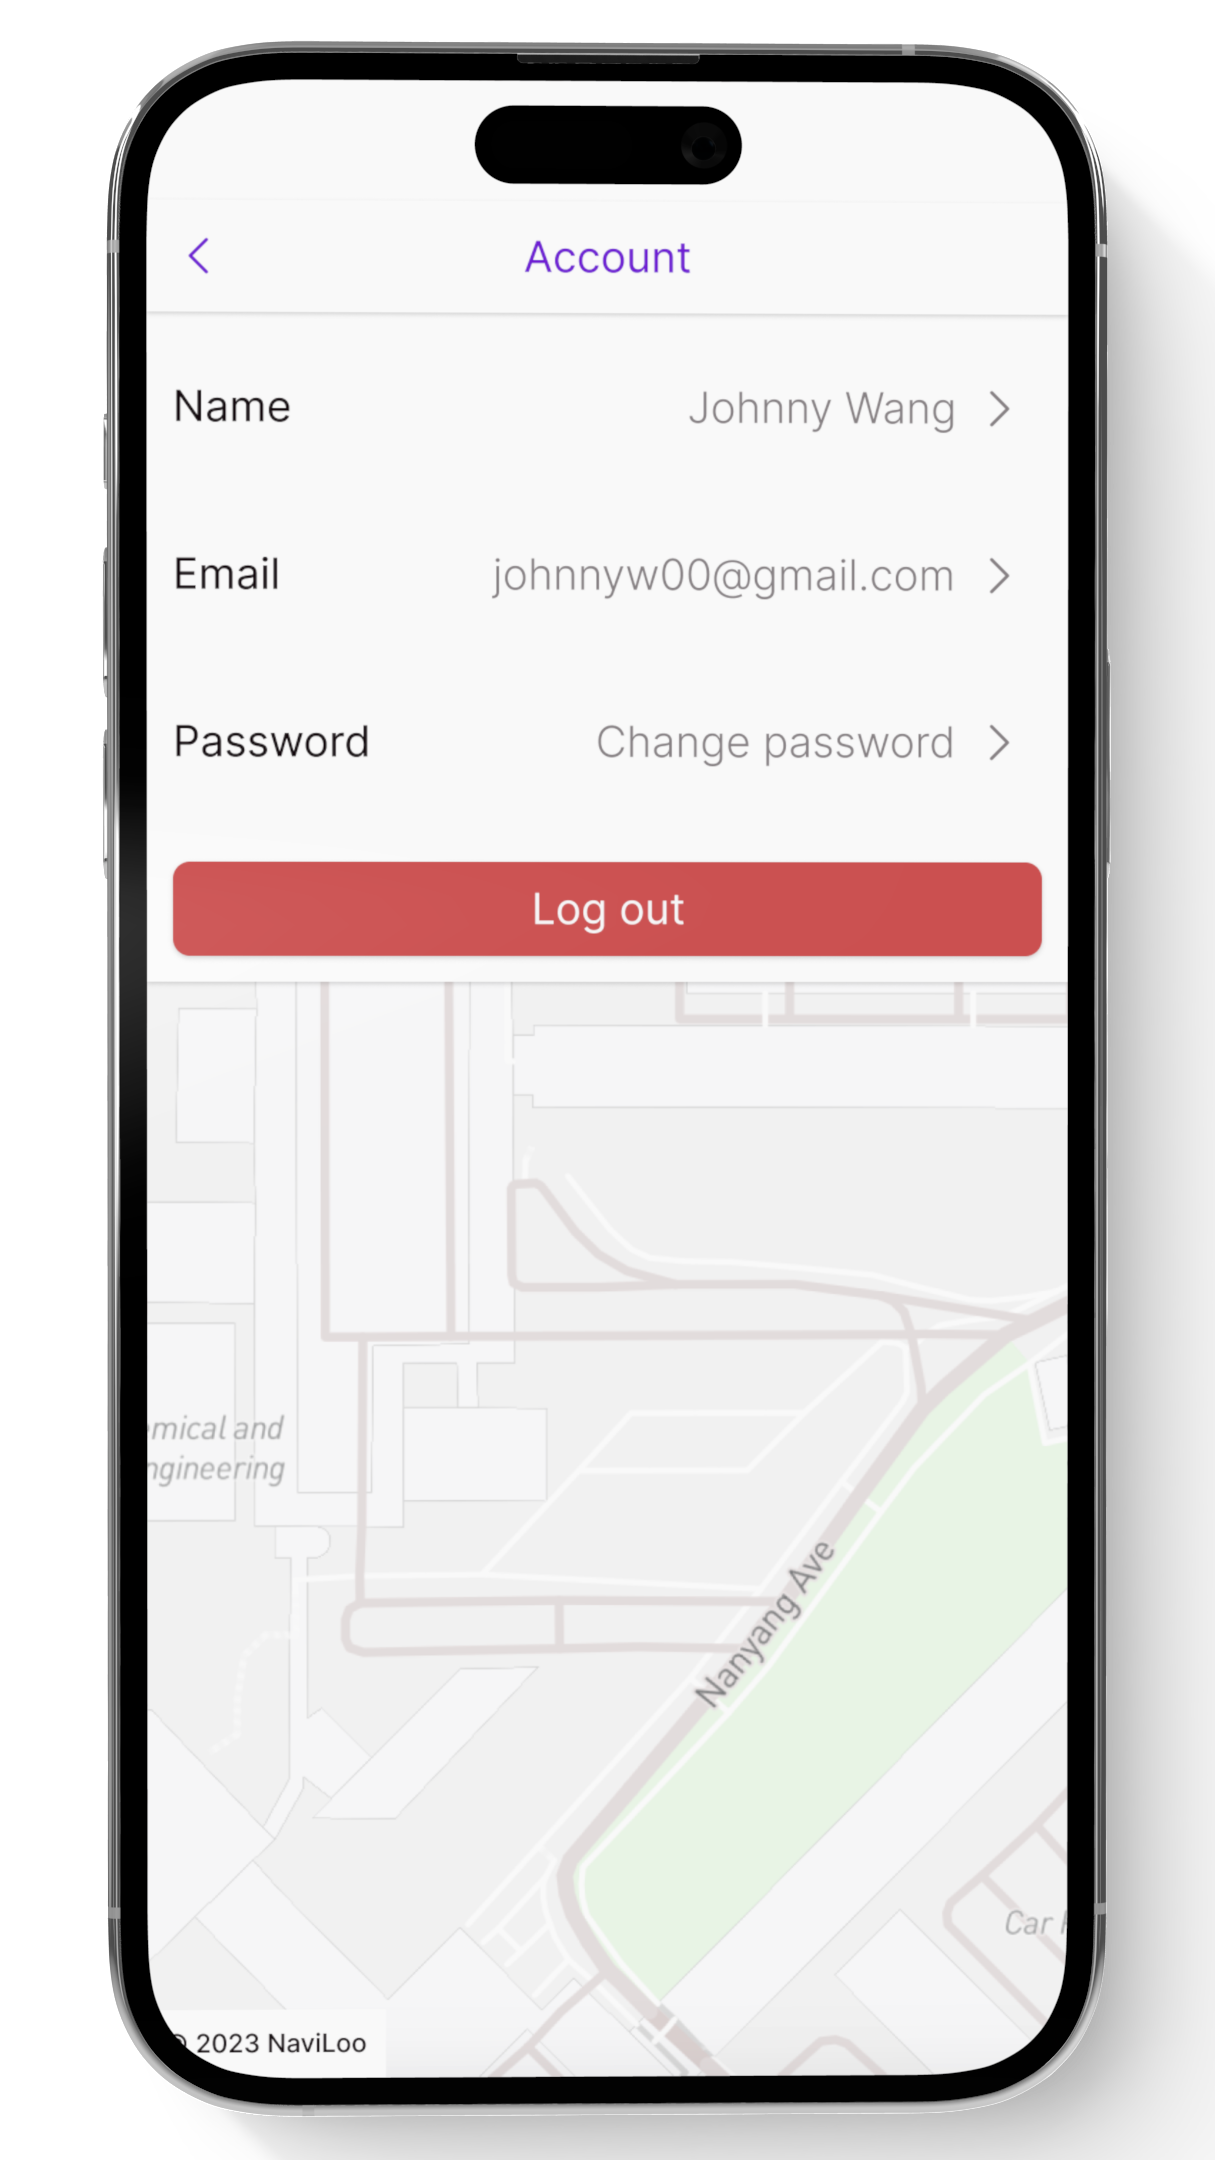 Account
Name Johnny Wang
Email johnnyw00@gmail.com
Password Change password
Log out
emical and
ngineering
Nanyang Ave
Car
© 2023 NaviLoo